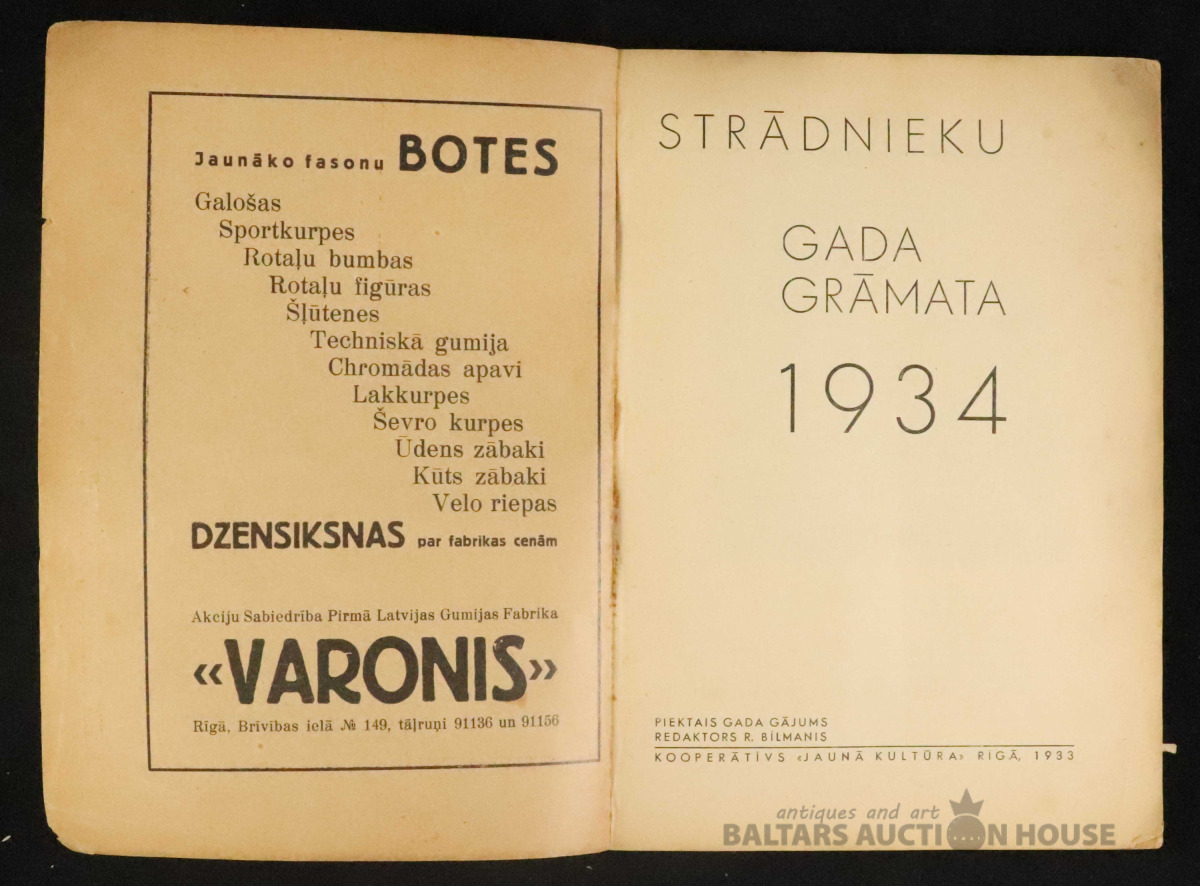 Jaunāko fasonu BOTES
Galošas
Sportkurpes
Rotaļu bumbas
Rotaļu figūras
Šļūtenes
Techniskā gumija
Chromādas apavi
Lakkurpes
Ševro kurpes
Ūdens zābaki
Kūts zābaki
Velo riepas
DZENSIKSNAS par fabrikas cenām
Akciju Sabiedrība Pirmā Latvijas Gumijas Fabrika
«VARONIS»
Rīgā, Brīvības ielā № 149, tāļruņi 91136 un 91156
STRĀDNIEKU
GADA
GRĀMATA
1934
PIEKTAIS GADA GĀJUMS
REDAKTORS R. BĪLMANIS
KOOPERĀTĪVS «JAUNĀ KULTŪRA» RĪGĀ, 1933
antiques and art
BALTARS AUCTION HOUSE